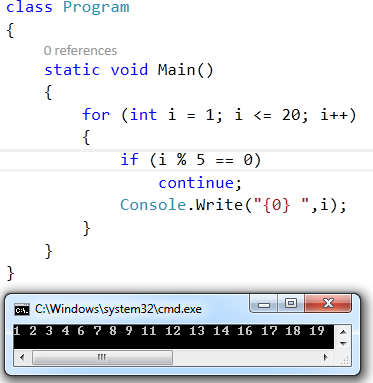 class Program
{
0 references
static void Main()
{
for (int i = 1; i <= 20; i++)
{
if (i % 5 == 0)
continue;
Console.Write("{0} ",i);
}
}
}
C:\Windows\system32\cmd.exe
1 2 3 4 6 7 8 9 11 12 13 14 16 17 18 19